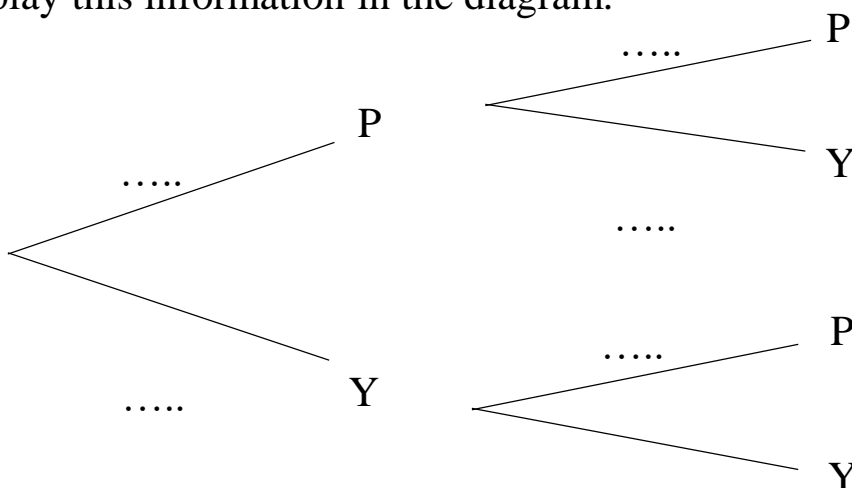 play this information in the diagram.
P
…..
P
…..
Y
…..
P
…..
Y
…..
Y